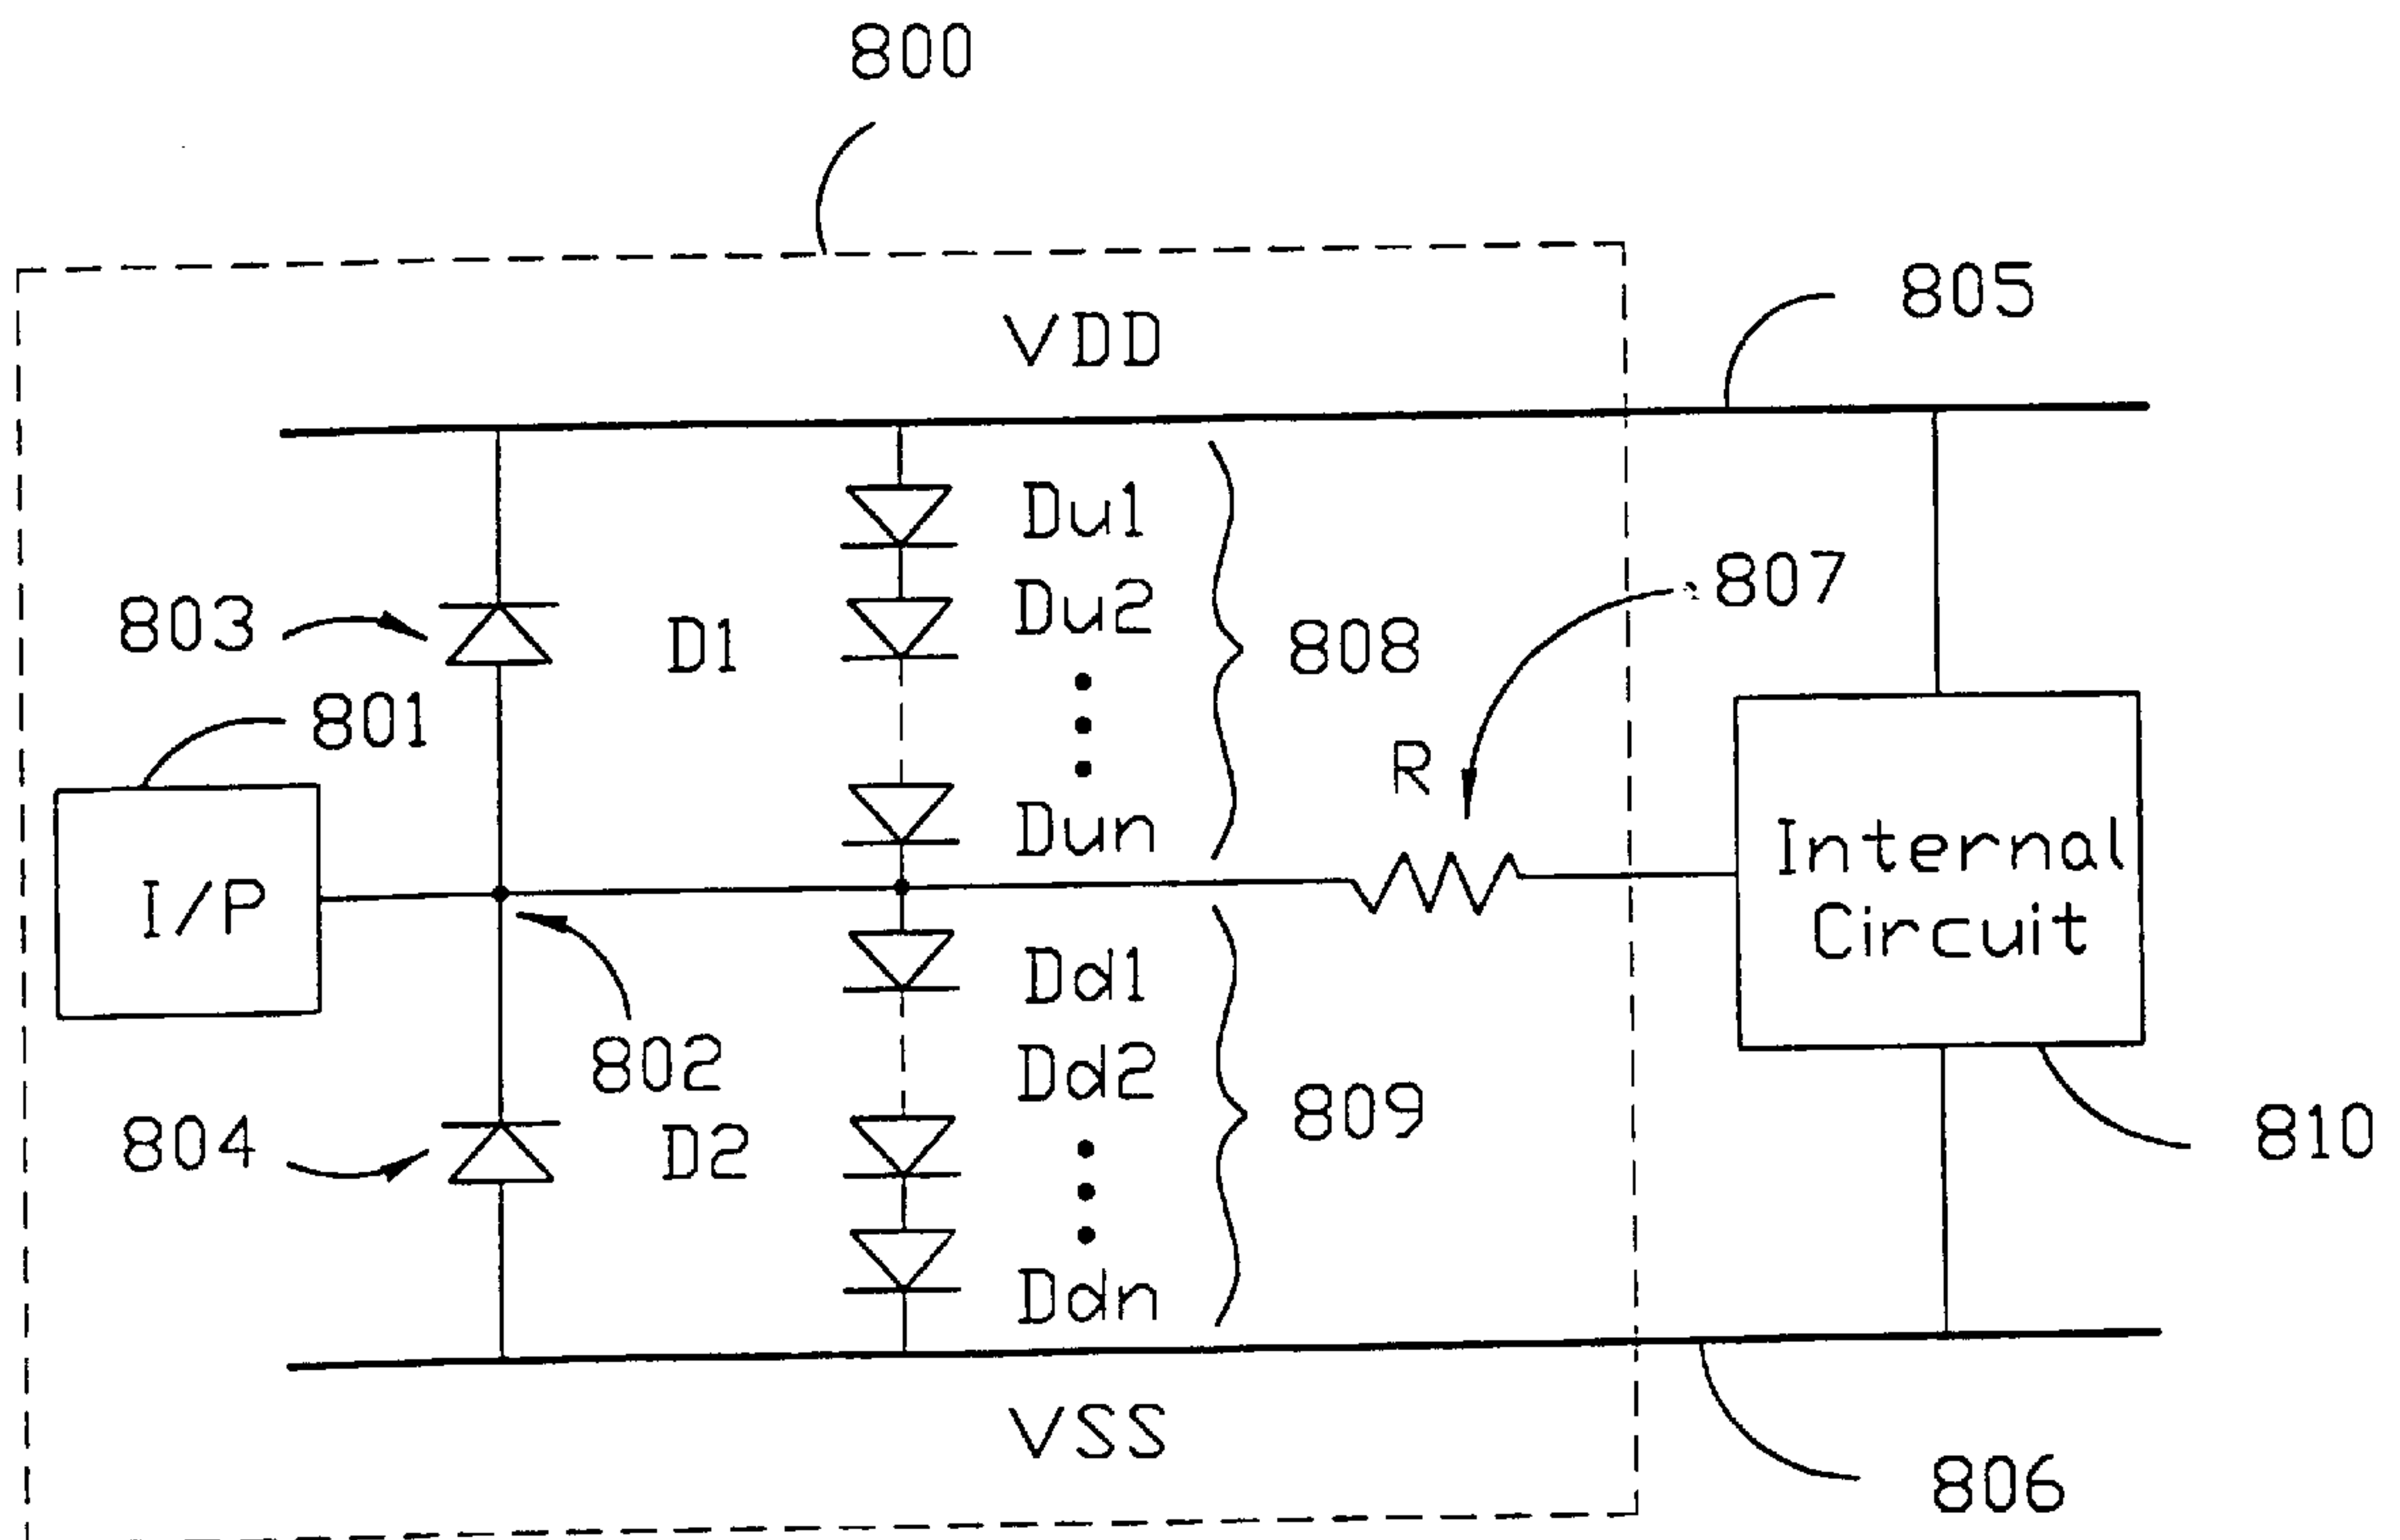 800
805
VDD
Du1
803
D1
Du2
808
807
801
R
Dun
I/P
Internal
Circuit
802
Dd1
Dd2
809
804
D2
810
Ddn
VSS
806